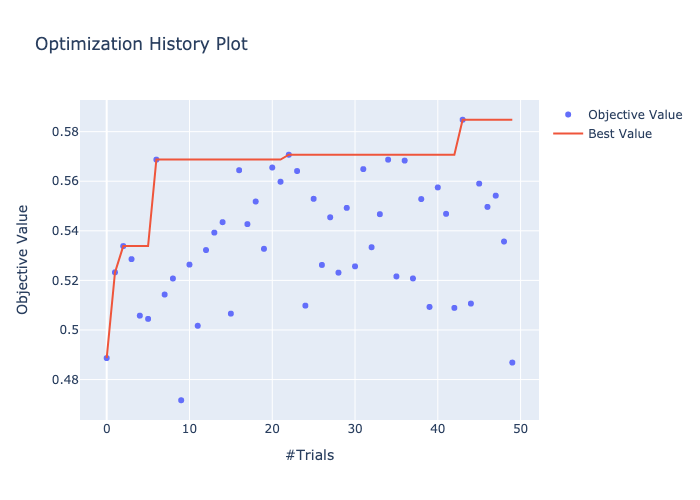 Optimization History Plot
Objective Value
Best Value
0.58
0.56
0.54
0.52
0.5
0.48
Objective Value
0
10
20
30
40
50
#Trials